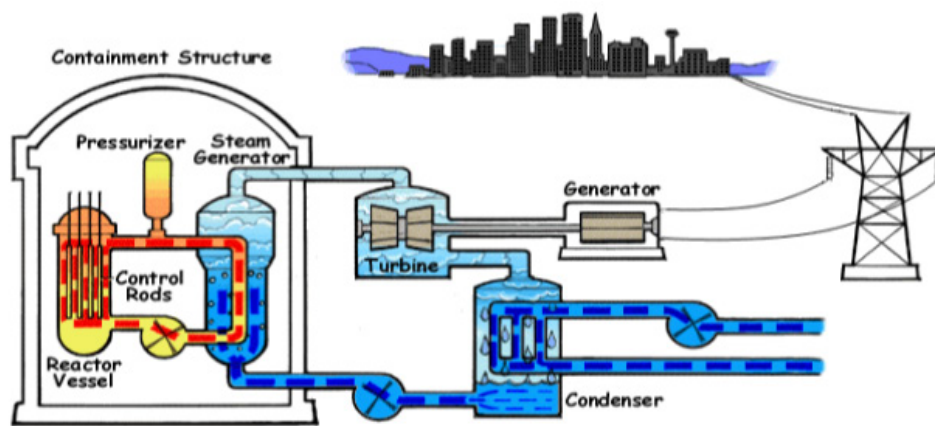 Containment Structure
Pressurizer
Steam
Generator
Generator
Turbine
Control
Rods
Reactor
Vessel
Condenser